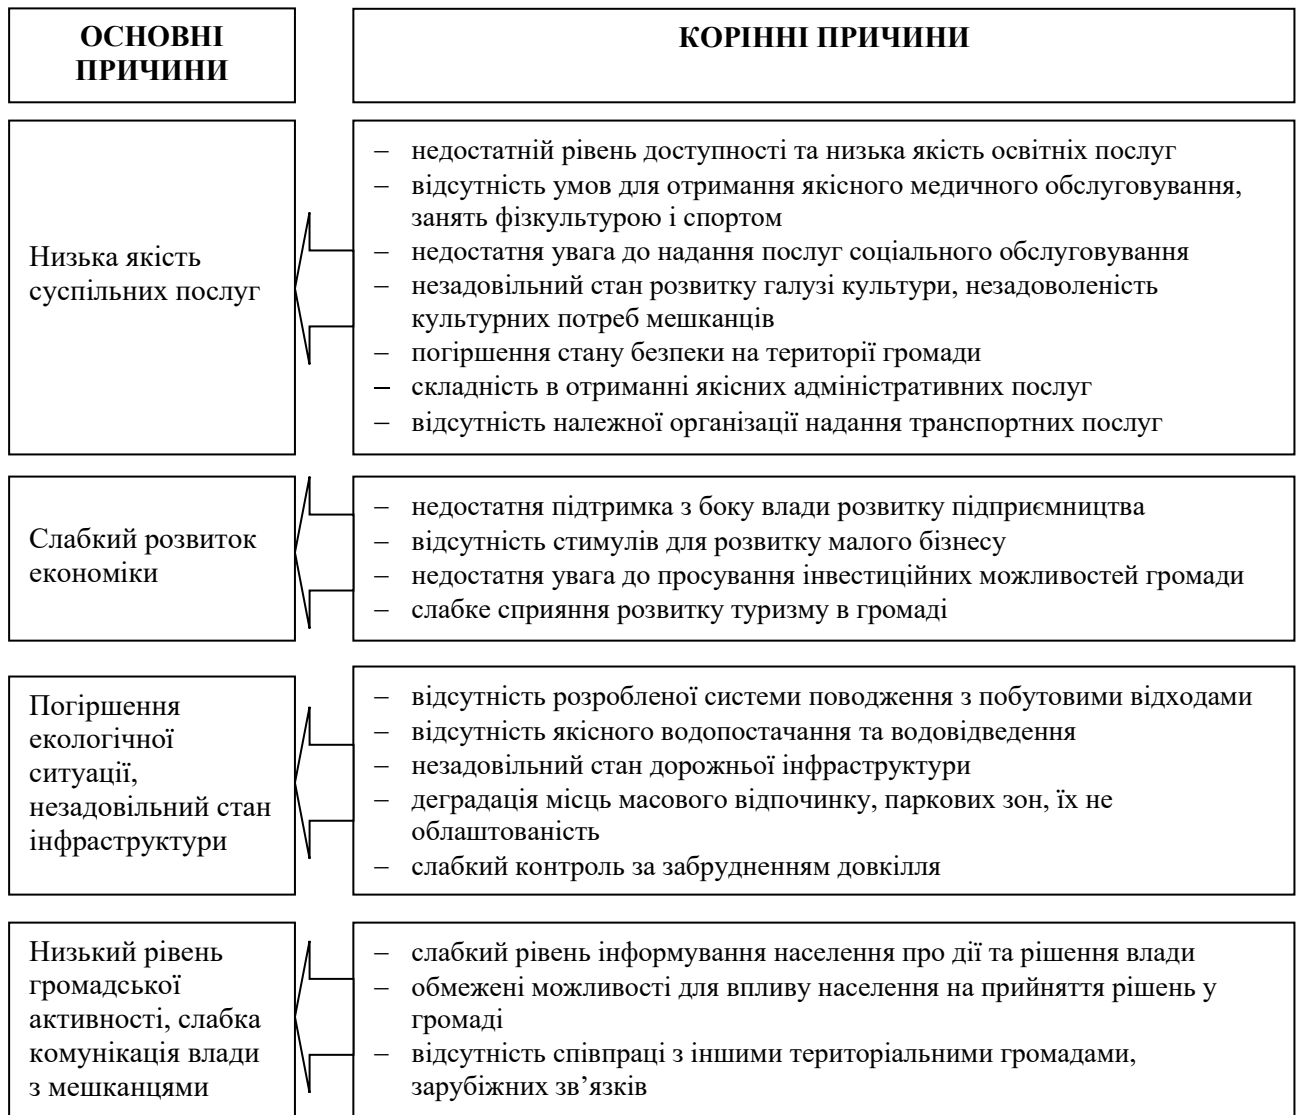 ОСНОВНІ
ПРИЧИНИ
КОРІННІ ПРИЧИНИ
Низька якість
суспільних послуг
– недостатній рівень доступності та низька якість освітніх послуг
– відсутність умов для отримання якісного медичного обслуговування,
занять фізкультурою і спортом
– недостатня увага до надання послуг соціального обслуговування
– незадовільний стан розвитку галузі культури, незадоволеність
культурних потреб мешканців
– погіршення стану безпеки на території громади
– складність в отриманні якісних адміністративних послуг
– відсутність належної організації надання транспортних послуг
Слабкий розвиток
економіки
– недостатня підтримка з боку влади розвитку підприємництва
– відсутність стимулів для розвитку малого бізнесу
– недостатня увага до просування інвестиційних можливостей громади
– слабке сприяння розвитку туризму в громаді
Погіршення
екологічної
ситуації,
незадовільний стан
інфраструктури
– відсутність розробленої системи поводження з побутовими відходами
– відсутність якісного водопостачання та водовідведення
– незадовільний стан дорожньої інфраструктури
– деградація місць масового відпочинку, паркових зон, їх не
облаштованість
– слабкий контроль за забрудненням довкілля
Низький рівень
громадської
активності, слабка
комунікація влади
з мешканцями
– слабкий рівень інформування населення про дії та рішення влади
– обмежені можливості для впливу населення на прийняття рішень у
громаді
– відсутність співпраці з іншими територіальними громадами,
зарубіжних зв’язків